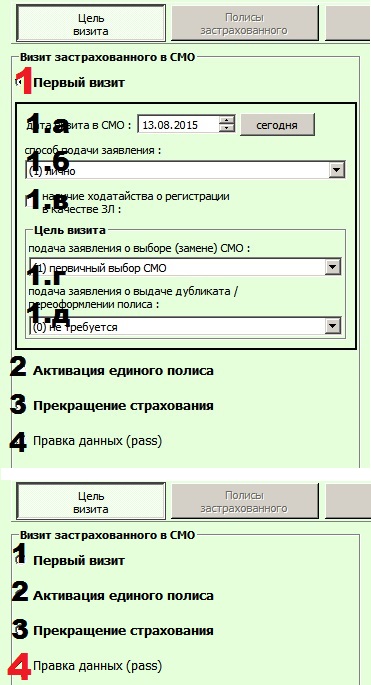 Цель
визита
Полисы
застрахованного
Визит застрахованного в СМО
1 Первый визит
1.а дата визита в СМО : 13.08.2015 сегодня
способ подачи заявления :
1.б (1) лично
1.в наличие ходатайства о регистрации
в качестве ЗЛ :
Цель визита
подача заявления о выборе (замене) СМО :
1.г (1) первичный выбор СМО
подача заявления о выдаче дубликата /
переоформлении полиса :
1.д (0) не требуется
2 Активация единого полиса
3 Прекращение страхования
4 Правка данных (pass)
Цель
визита
Полисы
застрахованного
Визит застрахованного в СМО
1 Первый визит
2 Активация единого полиса
3 Прекращение страхования
4 Правка данных (pass)